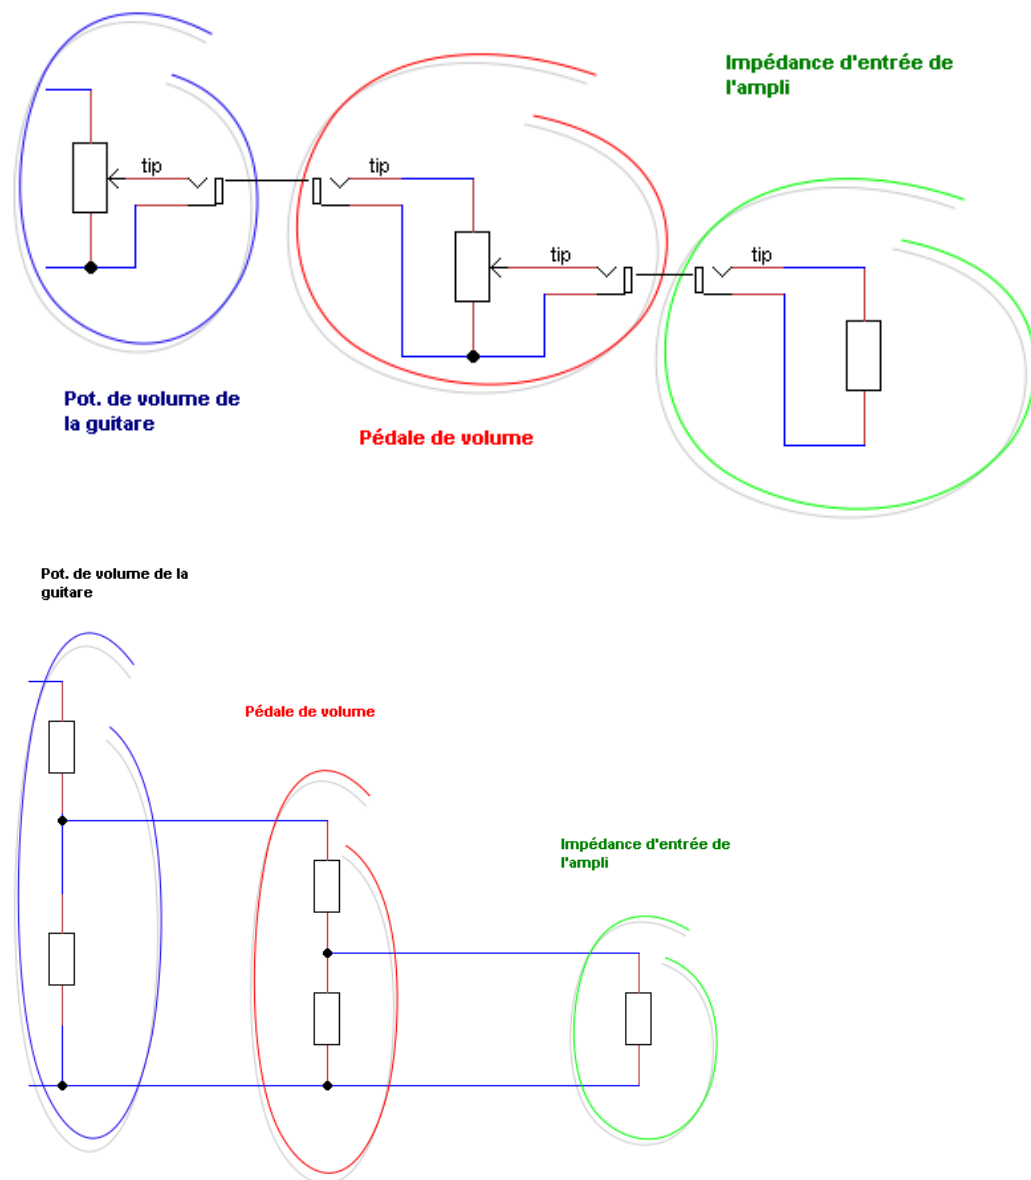 Impédance d'entrée de
l'ampli
tip
tip
tip
tip
Pot. de volume de
la guitare
Pédale de volume
Pot. de volume de la
guitare
Pédale de volume
Impédance d'entrée de
l'ampli